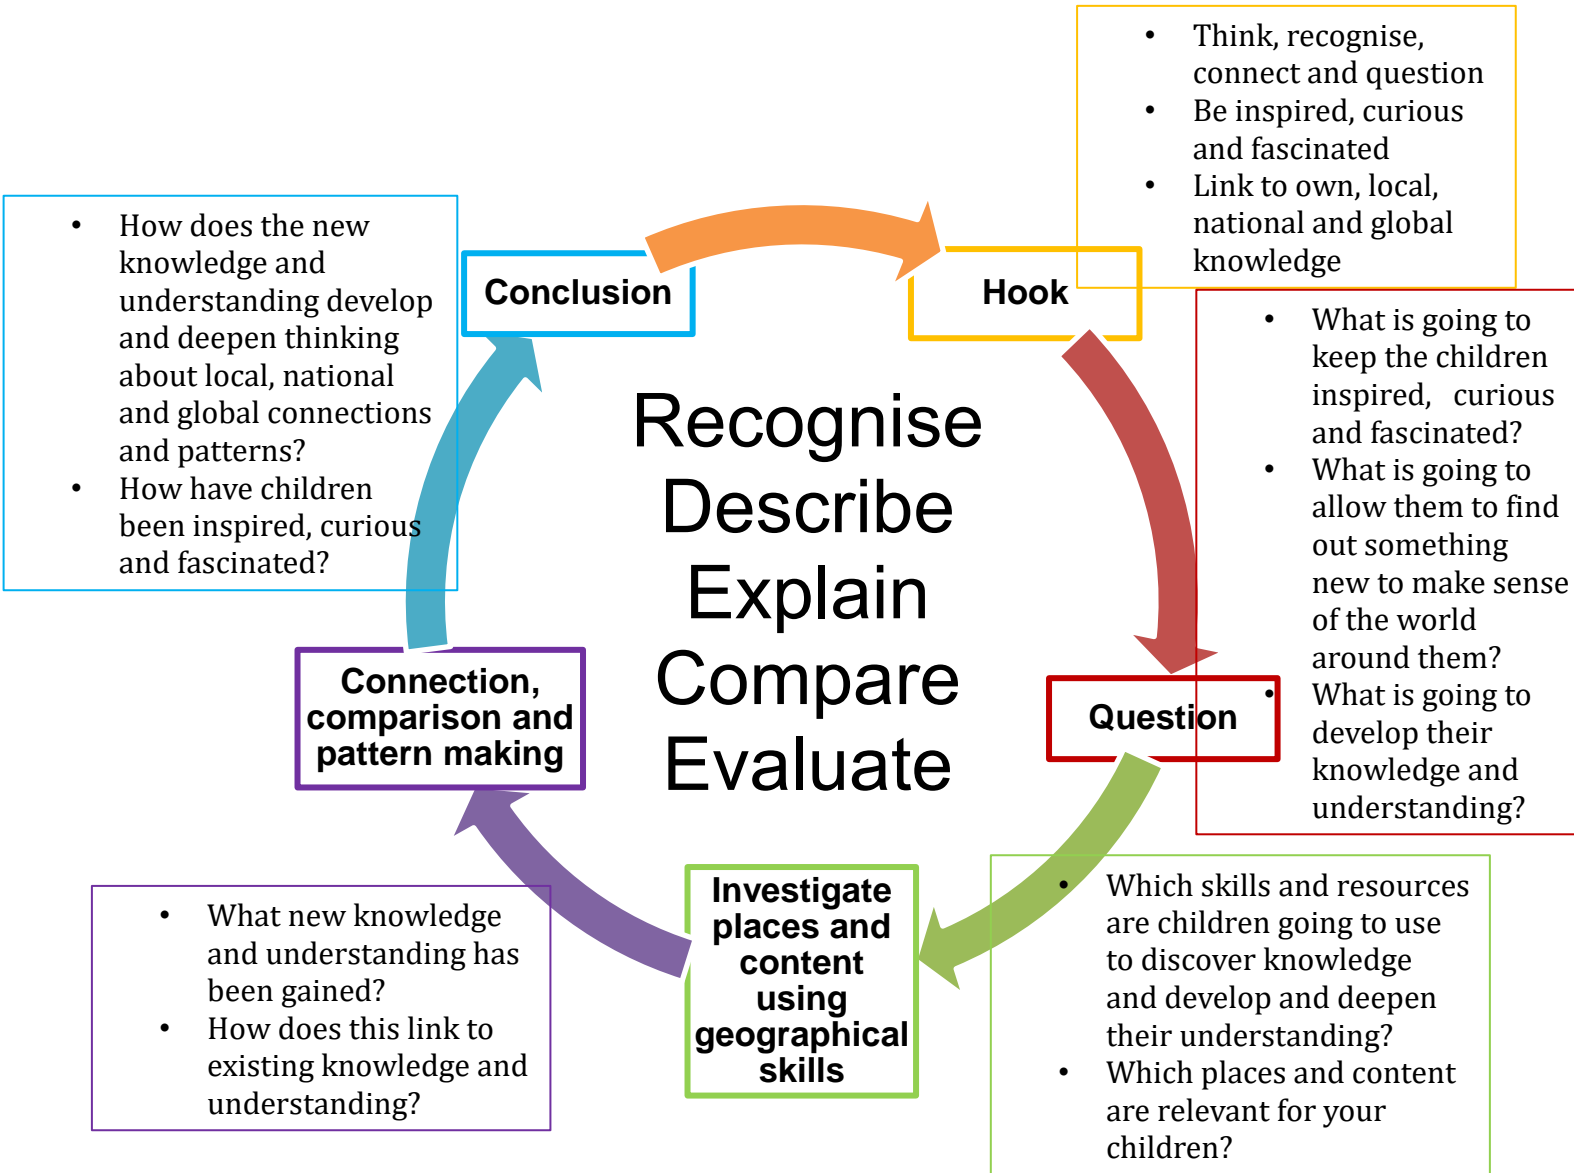 • Think, recognise,
connect and question
• Be inspired, curious
and fascinated
• Link to own, local,
national and global
knowledge
Hook
• What is going to
keep the children
inspired, curious
and fascinated?
• What is going to
allow them to find
out something
new to make sense
of the world
around them?
• What is going to
develop their
knowledge and
understanding?
Question
• Which skills and resources
are children going to use
to discover knowledge
and develop and deepen
their understanding?
• Which places and content
are relevant for your
children?
Investigate
places and
content
using
geographical
skills
• What new knowledge
and understanding has
been gained?
• How does this link to
existing knowledge and
understanding?
Connection,
comparison and
pattern making
• How does the new
knowledge and
understanding develop
and deepen thinking
about local, national
and global connections
and patterns?
• How have children
been inspired, curious
and fascinated?
Conclusion
Recognise
Describe
Explain
Compare
Evaluate